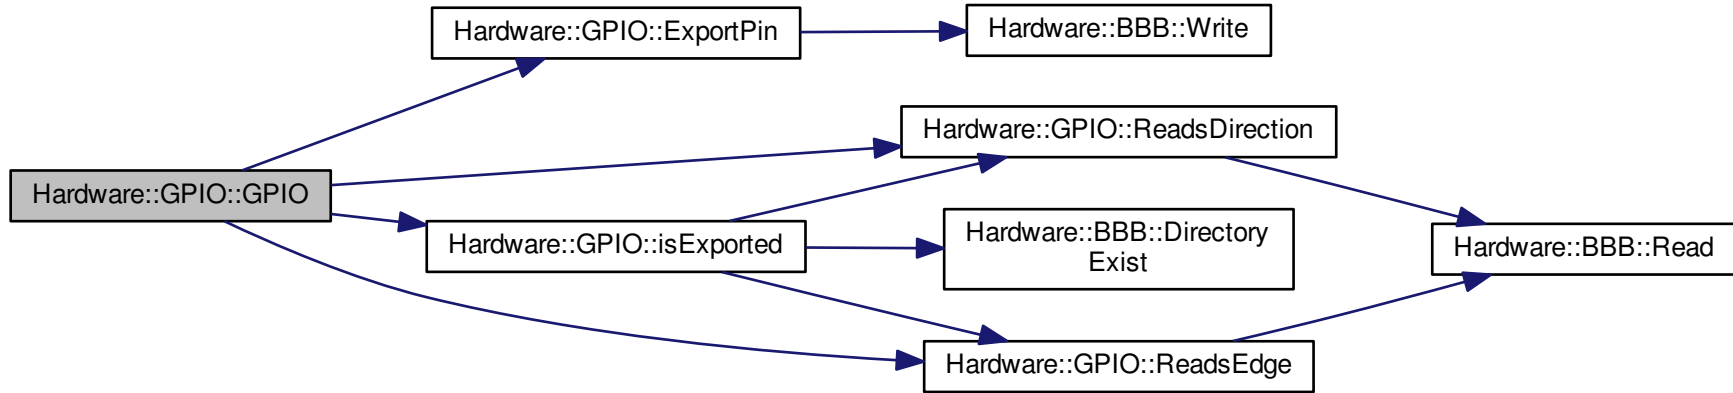 Hardware::GPIO::ExportPin
Hardware::BBB::Write
Hardware::GPIO::ReadsDirection
Hardware::GPIO::GPIO
Hardware::GPIO::isExported
Hardware::BBB::Directory
Exist
Hardware::BBB::Read
Hardware::GPIO::ReadsEdge